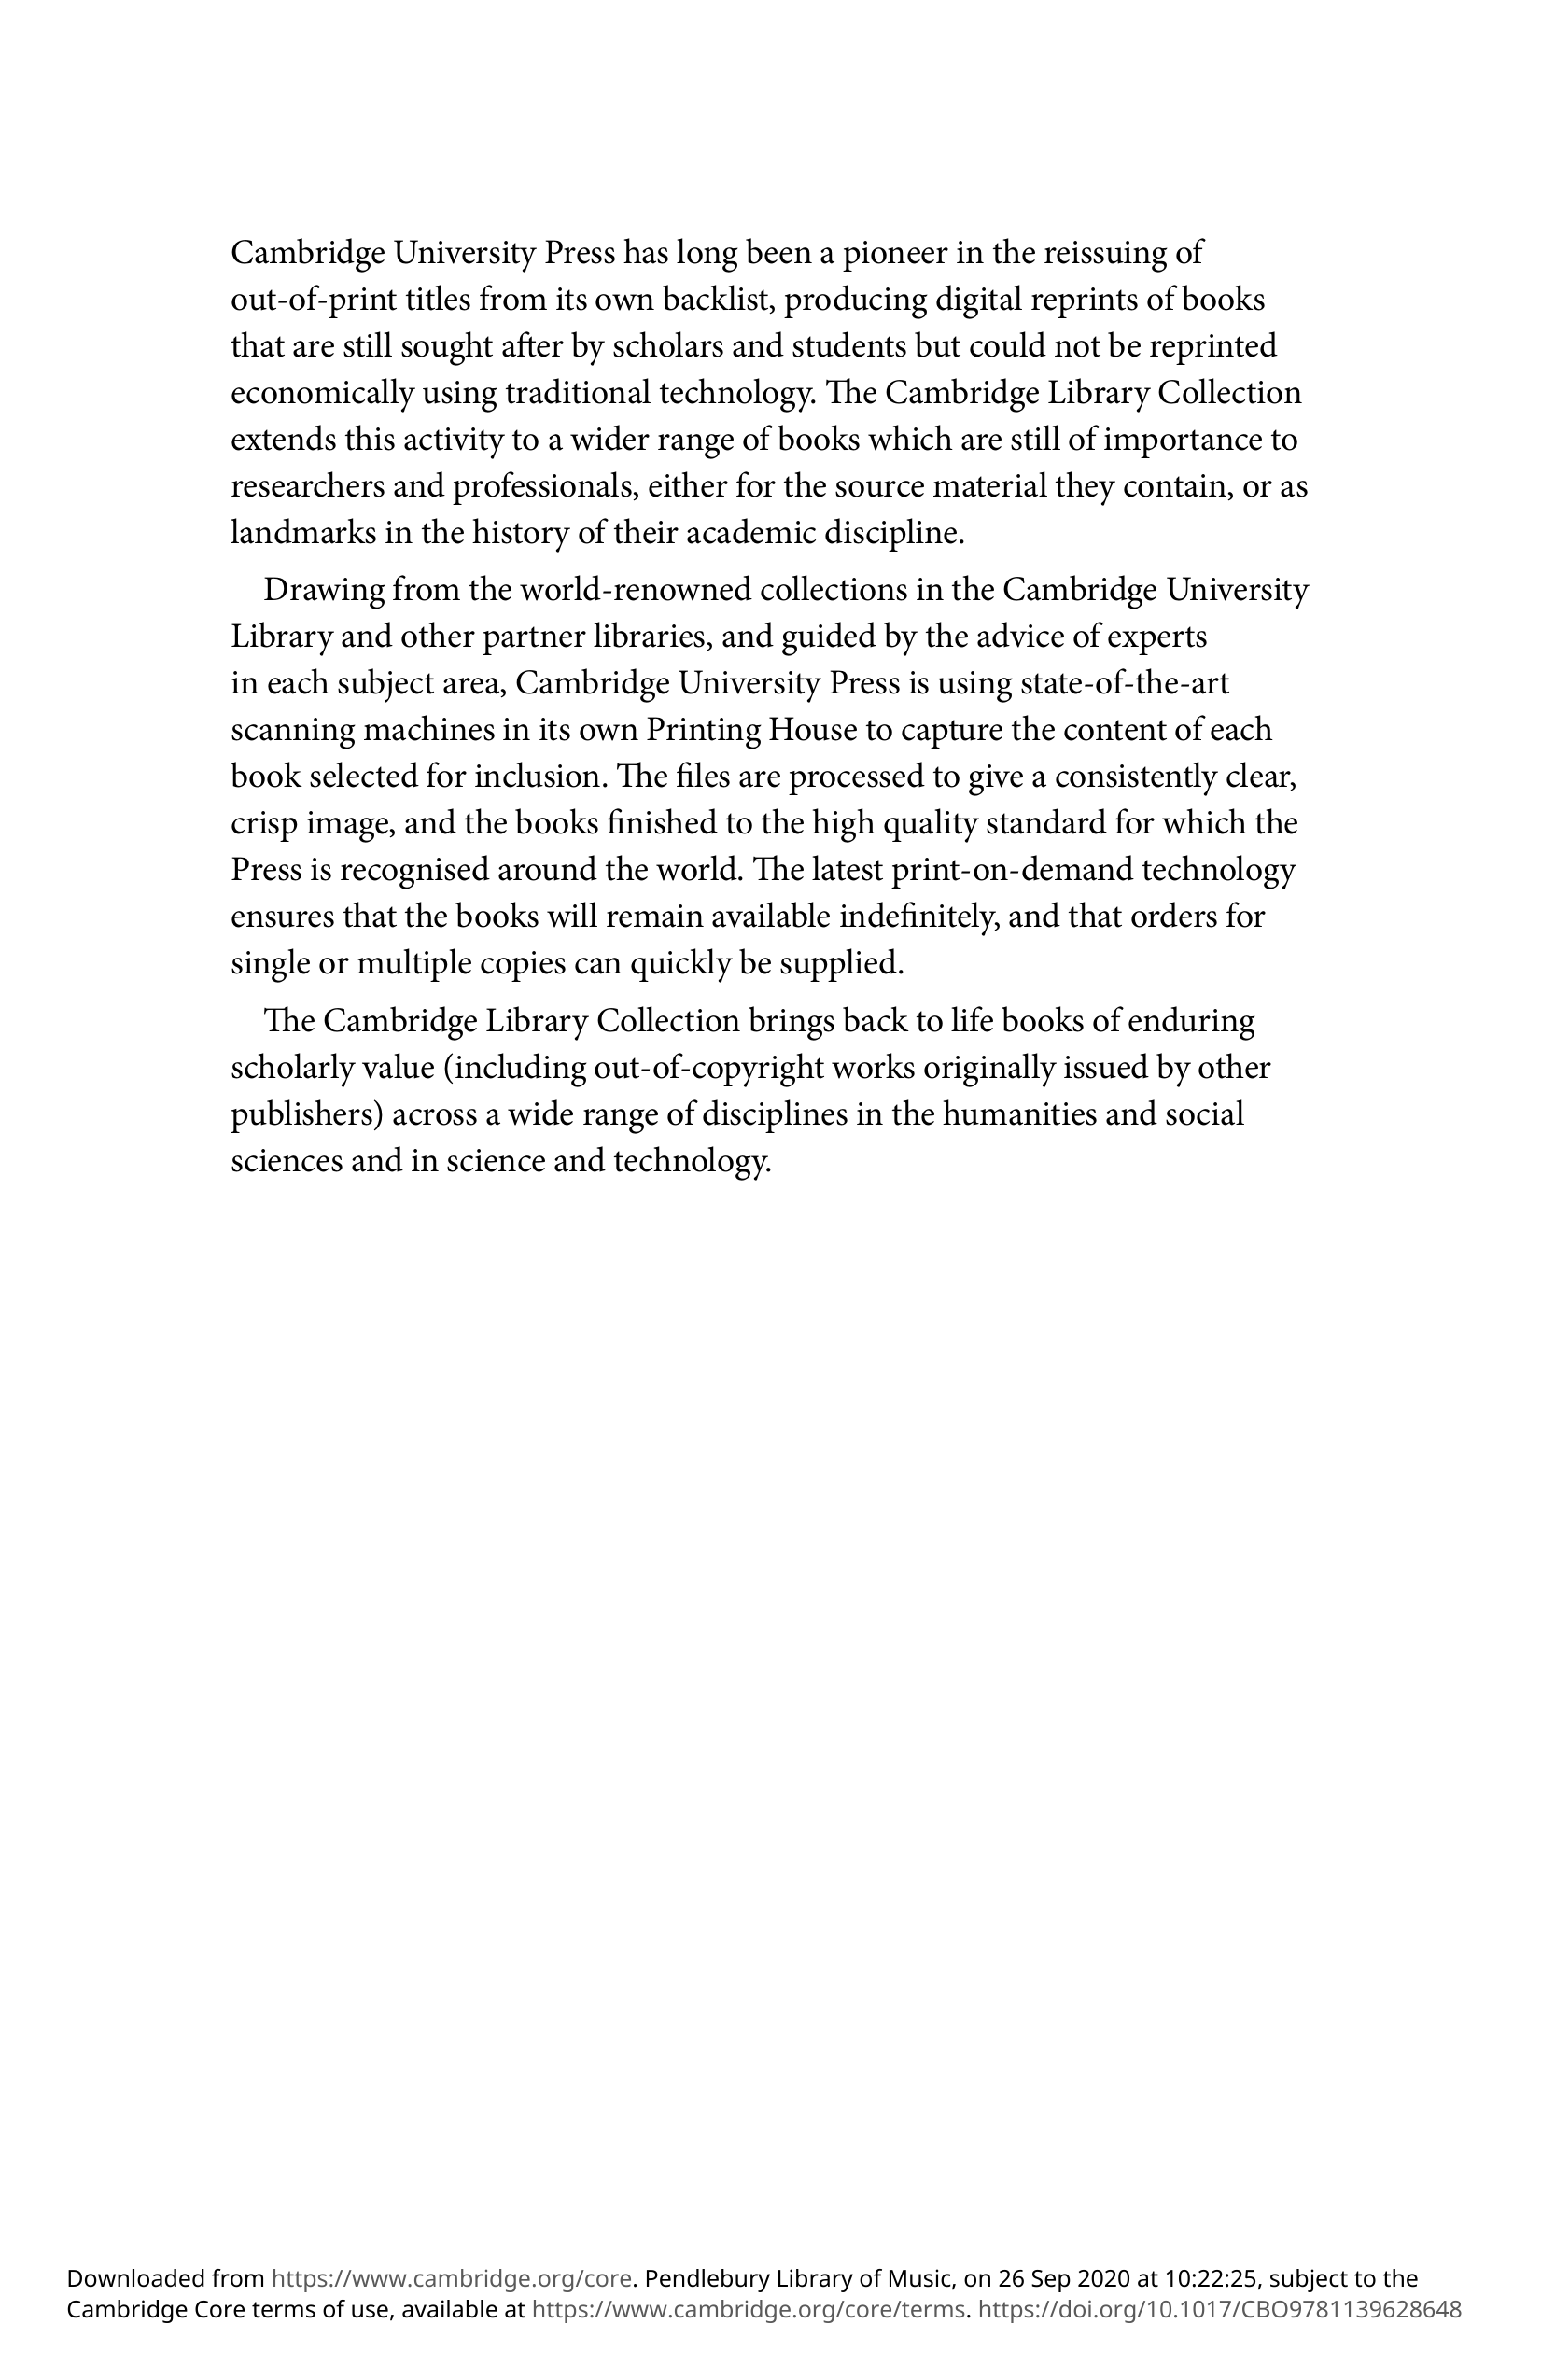 Cambridge University Press has long been a pioneer in the reissuing of
out-of-print titles from its own backlist, producing digital reprints of books
that are still sought after by scholars and students but could not be reprinted
economically using traditional technology. The Cambridge Library Collection
extends this activity to a wider range of books which are still of importance to
researchers and professionals, either for the source material they contain, or as
landmarks in the history of their academic discipline.
Drawing from the world-renowned collections in the Cambridge University
Library and other partner libraries, and guided by the advice of experts
in each subject area, Cambridge University Press is using state-of-the-art
scanning machines in its own Printing House to capture the content of each
book selected for inclusion. The files are processed to give a consistently clear,
crisp image, and the books finished to the high quality standard for which the
Press is recognised around the world. The latest print-on-demand technology
ensures that the books will remain available indefinitely, and that orders for
single or multiple copies can quickly be supplied.
The Cambridge Library Collection brings back to life books of enduring
scholarly value (including out-of-copyright works originally issued by other
publishers) across a wide range of disciplines in the humanities and social
sciences and in science and technology.
Downloaded from https://www.cambridge.org/core. Pendlebury Library of Music, on 26 Sep 2020 at 10:22:25, subject to the
Cambridge Core terms of use, available at https://www.cambridge.org/core/terms. https://doi.org/10.1017/CBO9781139628648